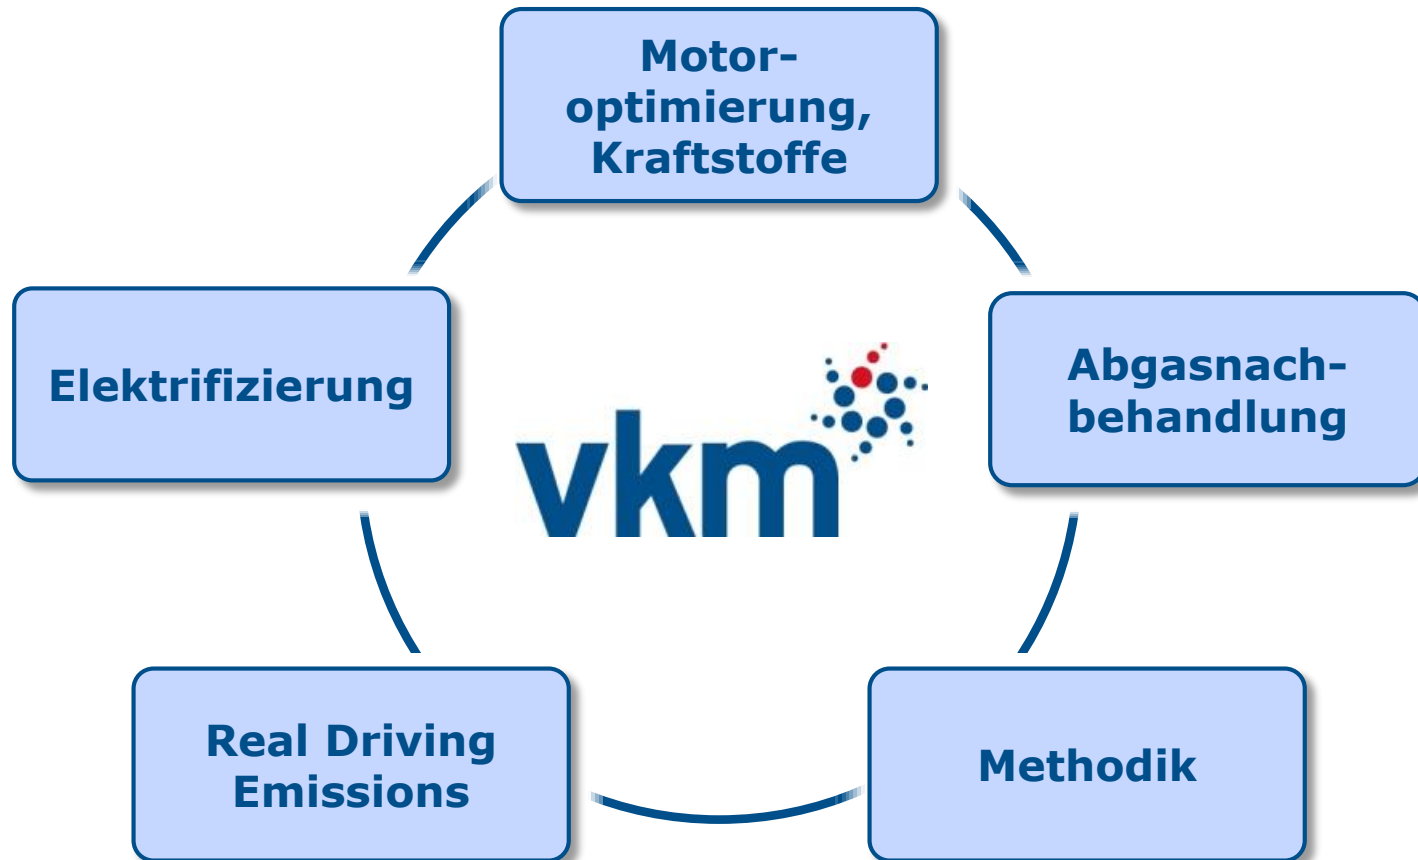 Motor-
optimierung,
Kraftstoffe
Elektrifizierung
Abgasnach-
behandlung
vkm
Real Driving
Emissions
Methodik